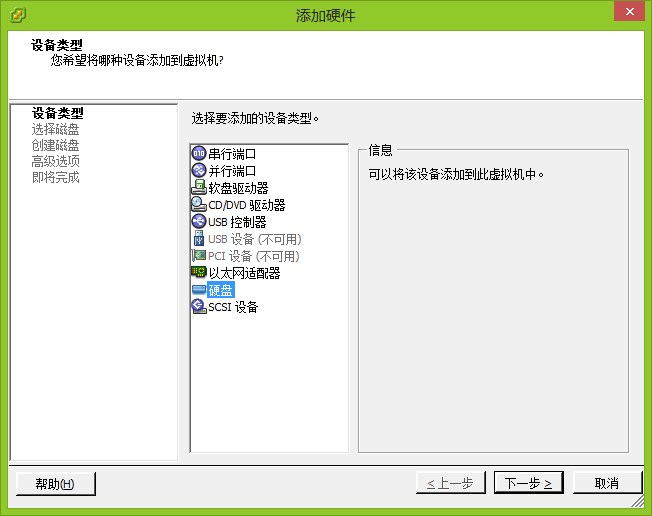 添加硬件
设备类型
您希望将哪种设备添加到虚拟机?
设备类型
选择磁盘
创建磁盘
高级选项
即将完成
选择要添加的设备类型。
串行端口
并行端口
软盘驱动器
CD/DVD 驱动器
USB 控制器
USB 设备 (不可用)
PCI 设备 (不可用)
以太网适配器
硬盘
SCSI 设备
信息
可以将该设备添加到此虚拟机中。
帮助(H)
< 上一步
下一步 >
取消